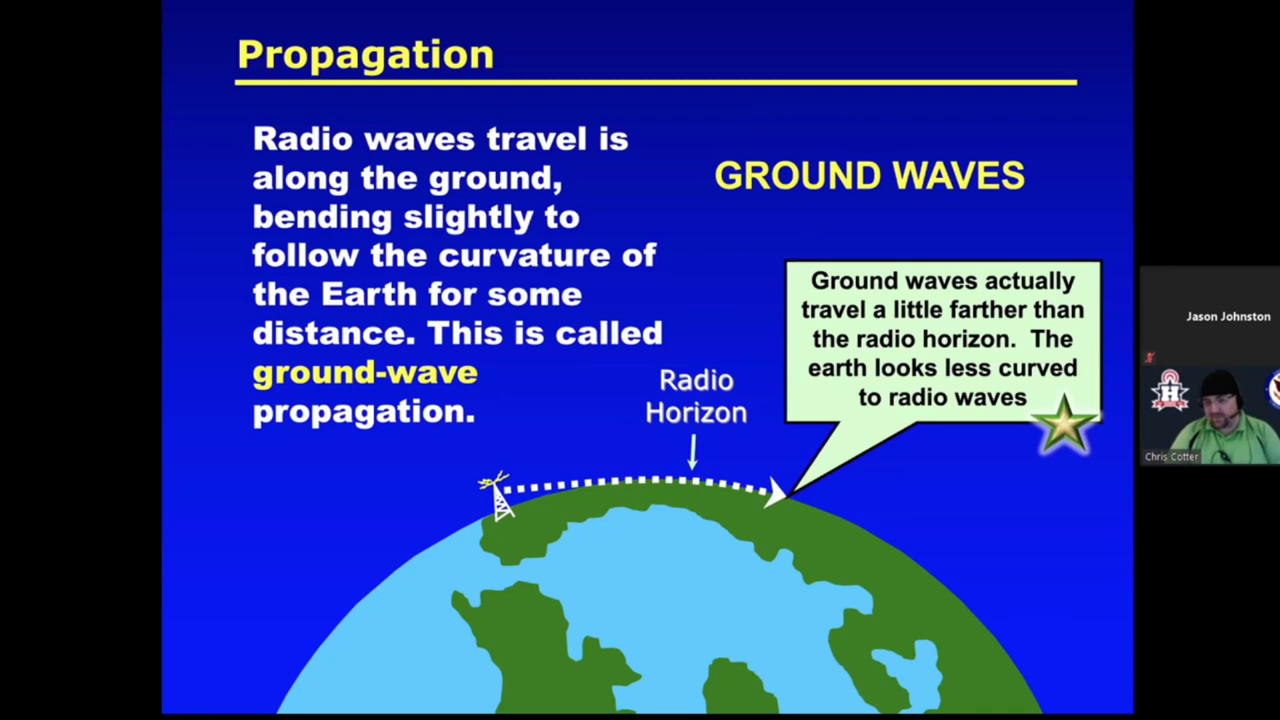 Propagation
Radio waves travel is
along the ground,
bending slightly to
follow the curvature of
the Earth for some
distance. This is called
ground-wave
propagation.
GROUND WAVES
Ground waves actually
travel a little farther than
the radio horizon. The
earth looks less curved
to radio waves
Radio
Horizon
Jason Johnston
H
Chris Cotter